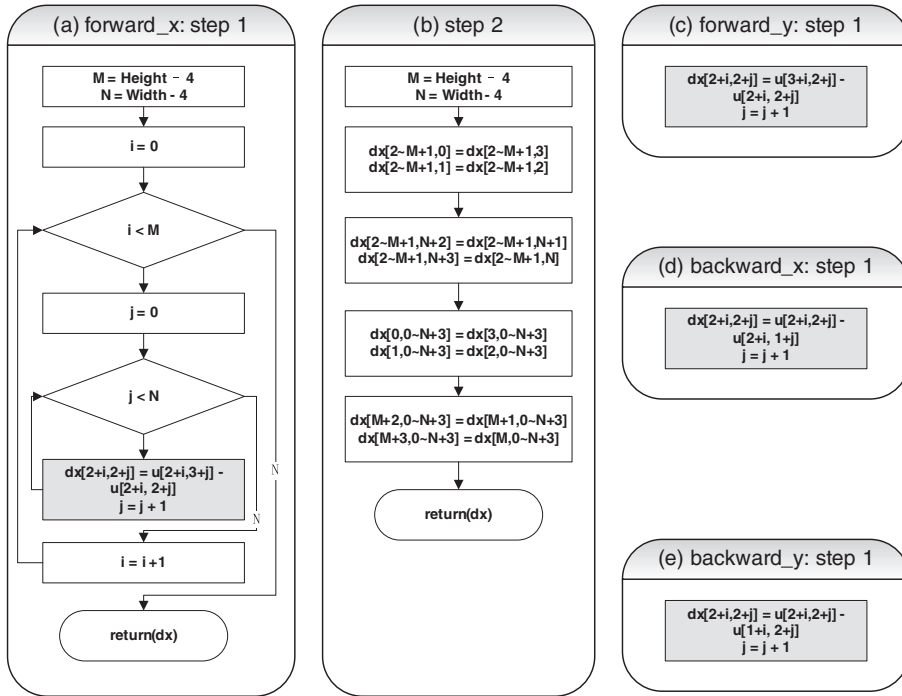 (a) forward_x: step 1
M = Height - 4
N = Width - 4
i = 0
i < M
j = 0
j < N
dx[2+i,2+j] = u[2+i,3+j] -
u[2+i, 2+j]
j = j + 1
N
N
i = i +1
return(dx)
(b) step 2
M = Height - 4
N = Width - 4
dx[2~M+1,0] = dx[2~M+1,3]
dx[2~M+1,1] = dx[2~M+1,2]
dx[2~M+1,N+2] = dx[2~M+1,N+1]
dx[2~M+1,N+3] = dx[2~M+1,N]
dx[0,0~N+3] = dx[3,0~N+3]
dx[1,0~N+3] = dx[2,0~N+3]
dx[M+2,0~N+3] = dx[M+1,0~N+3]
dx[M+3,0~N+3] = dx[M,0~N+3]
return(dx)
(c) forward_y: step 1
dx[2+i,2+j] = u[3+i,2+j] -
u[2+i, 2+j]
j = j + 1
(d) backward_x: step 1
dx[2+i,2+j] = u[2+i,2+j] -
u[2+i, 1+j]
j = j + 1
(e) backward_y: step 1
dx[2+i,2+j] = u[2+i,2+j] -
u[1+i, 2+j]
j = j + 1